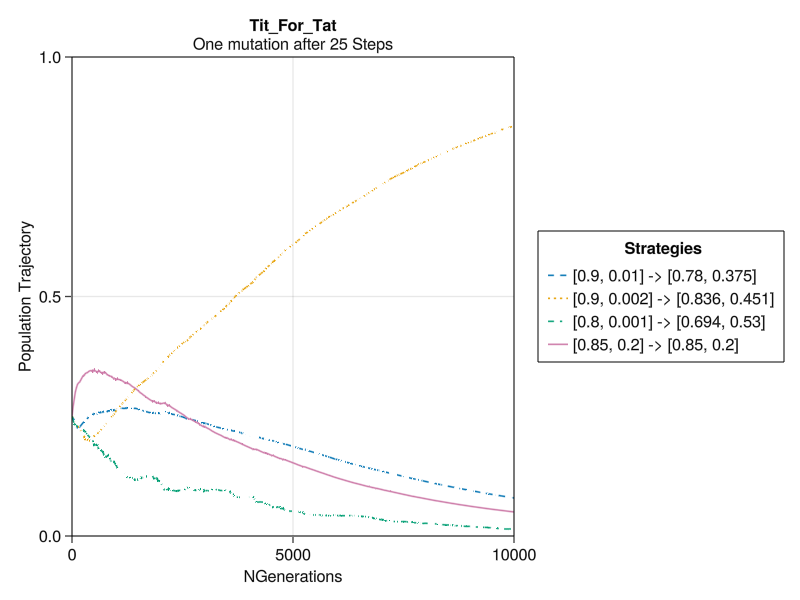 Tit_For_Tat
One mutation after 25 Steps
1.0
0.5
0.0
Population Trajectory
0 5000 10000
NGenerations
Strategies
[0.9, 0.01] -> [0.78, 0.375]
[0.9, 0.002] -> [0.836, 0.451]
[0.8, 0.001] -> [0.694, 0.53]
[0.85, 0.2] -> [0.85, 0.2]